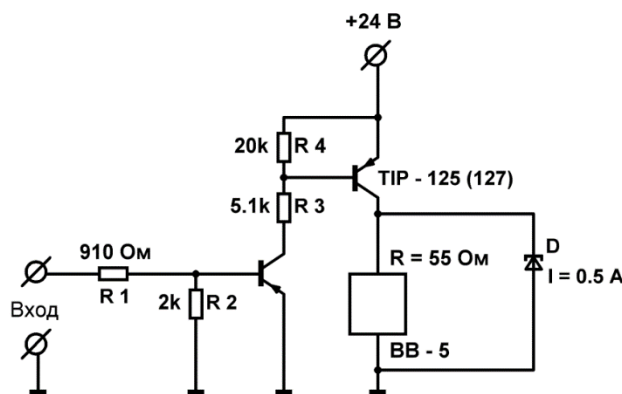 +24 В
20k
R 4
TIP - 125 (127)
5.1k
R 3
910 Ом
R 1
Вход
2k
R 2
R = 55 Ом
D
I = 0.5 А
ВВ - 5